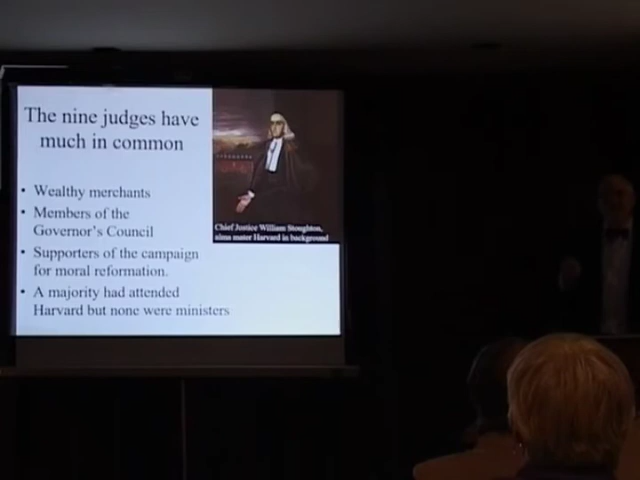 The nine judges have
much in common
• Wealthy merchants
• Members of the
Governor's Council
• Supporters of the campaign
for moral reformation.
• A majority had attended
Harvard but none were ministers
Chief Justice William Stoughton,
alma mater Harvard in background